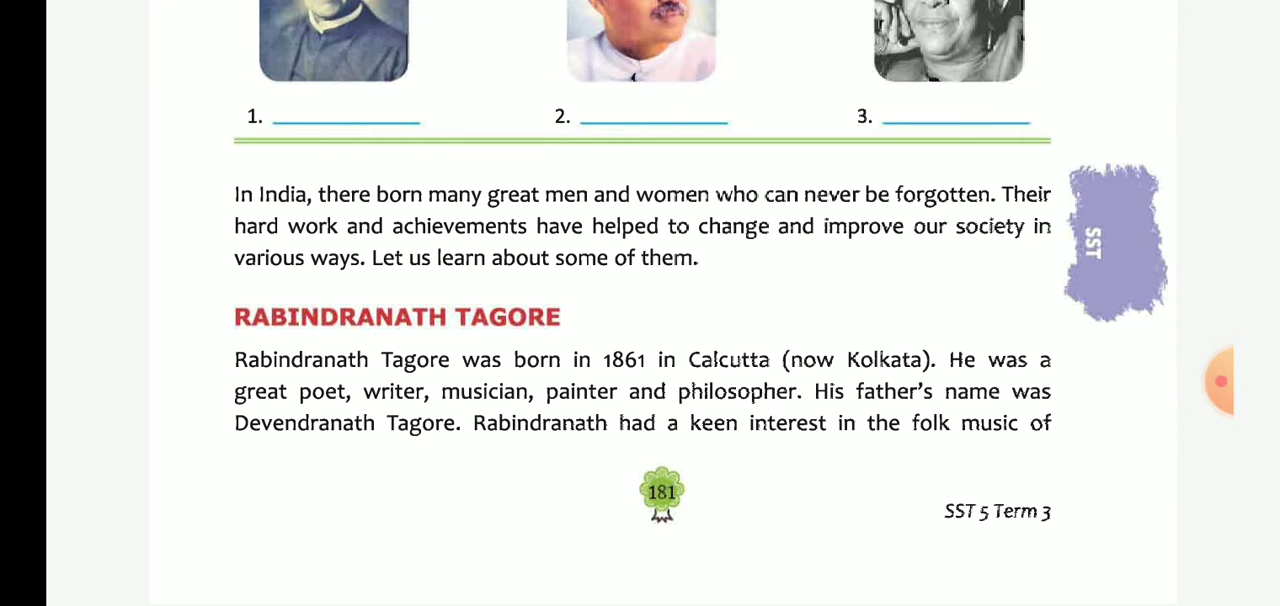 1. ____________ 2. ____________ 3. ____________
In India, there born many great men and women who can never be forgotten. Their
hard work and achievements have helped to change and improve our society in
various ways. Let us learn about some of them.
SST
RABINDRANATH TAGORE
Rabindranath Tagore was born in 1861 in Calcutta (now Kolkata). He was a
great poet, writer, musician, painter and philosopher. His father's name was
Devendranath Tagore. Rabindranath had a keen interest in the folk music of
181
SST 5 Term 3